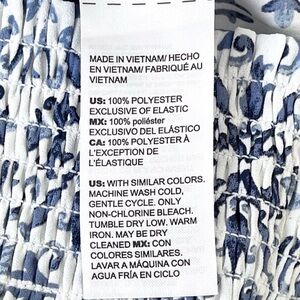 MADE IN VIETNAM/ HECHO
EN VIETNAM/ FABRIQUÉ AU
VIETNAM
US: 100% POLYESTER
EXCLUSIVE OF ELASTIC
MX: 100% poliéster
EXCLUSIVO DEL ELÁSTICO
CA: 100% POLYESTER À
L'EXCEPTION DE
L'ÉLASTIQUE
US: WITH SIMILAR COLORS.
MACHINE WASH COLD,
GENTLE CYCLE. ONLY
NON-CHLORINE BLEACH.
TUMBLE DRY LOW. WARM
IRON. MAY BE DRY
CLEANED MX: CON
COLORES SIMILARES.
LAVAR A MÁQUINA CON
AGUA FRÍA EN CICLO